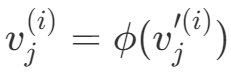 $v_j^{(i)} = \phi(v_j'^{(i)})$